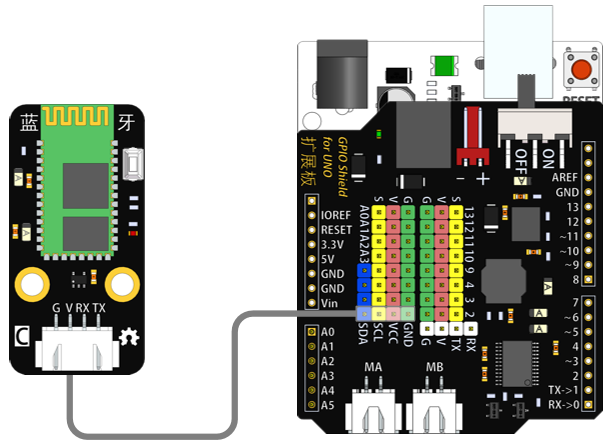 蓝 牙
A
A
G V RX TX
C
RESET
GPIO Shield
for UNO
扩展板
- +
OFF
ON
IOREF
RESET
3.3V
5V
GND
GND
Vin
A0
A1
A2
A3
A4
A5
S V G G V S
A0 A1 A2 A3
13 12 11 10 9 4 3 2
SDA SCL VCC GND G V TX RX
MA MB
AREF
GND
13
12
~11
~10
~9
8
7
~6
~5
4
~3
2
TX->1
RX->0
A
A
A
A
A